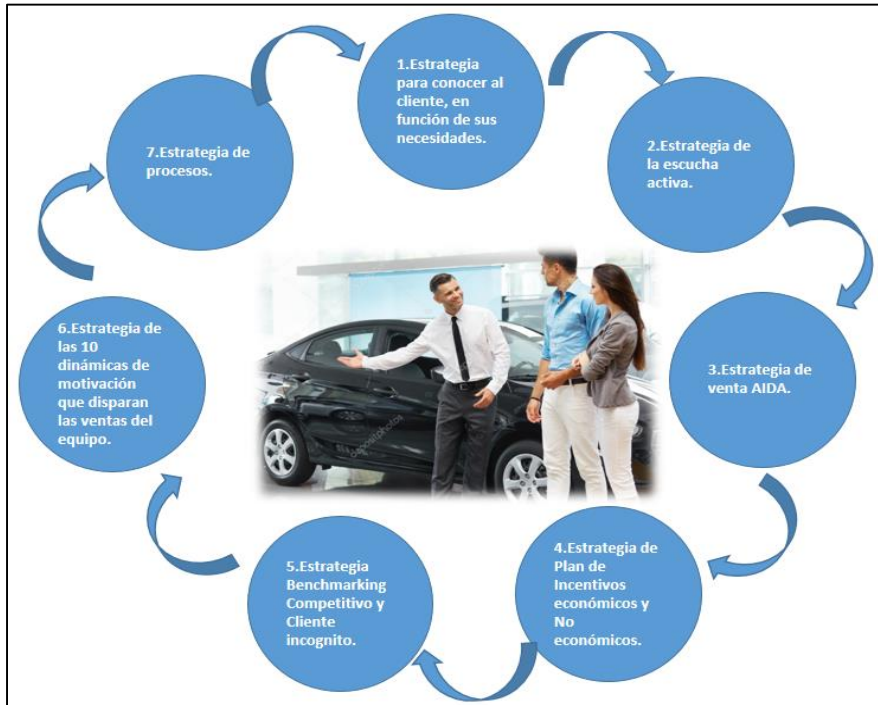 1.Estrategia
para conocer al
cliente, en
función de sus
necesidades.
2.Estrategia de
la escucha
activa.
3.Estrategia de
venta AIDA.
4.Estrategia de
Plan de
Incentivos
económicos y
No
económicos.
5.Estrategia
Benchmarking
Competitivo y
Cliente
incognito.
6.Estrategia de
las 10
dinámicas de
motivación
que disparan
las ventas del
equipo.
7.Estrategia de
procesos.
depositphotos